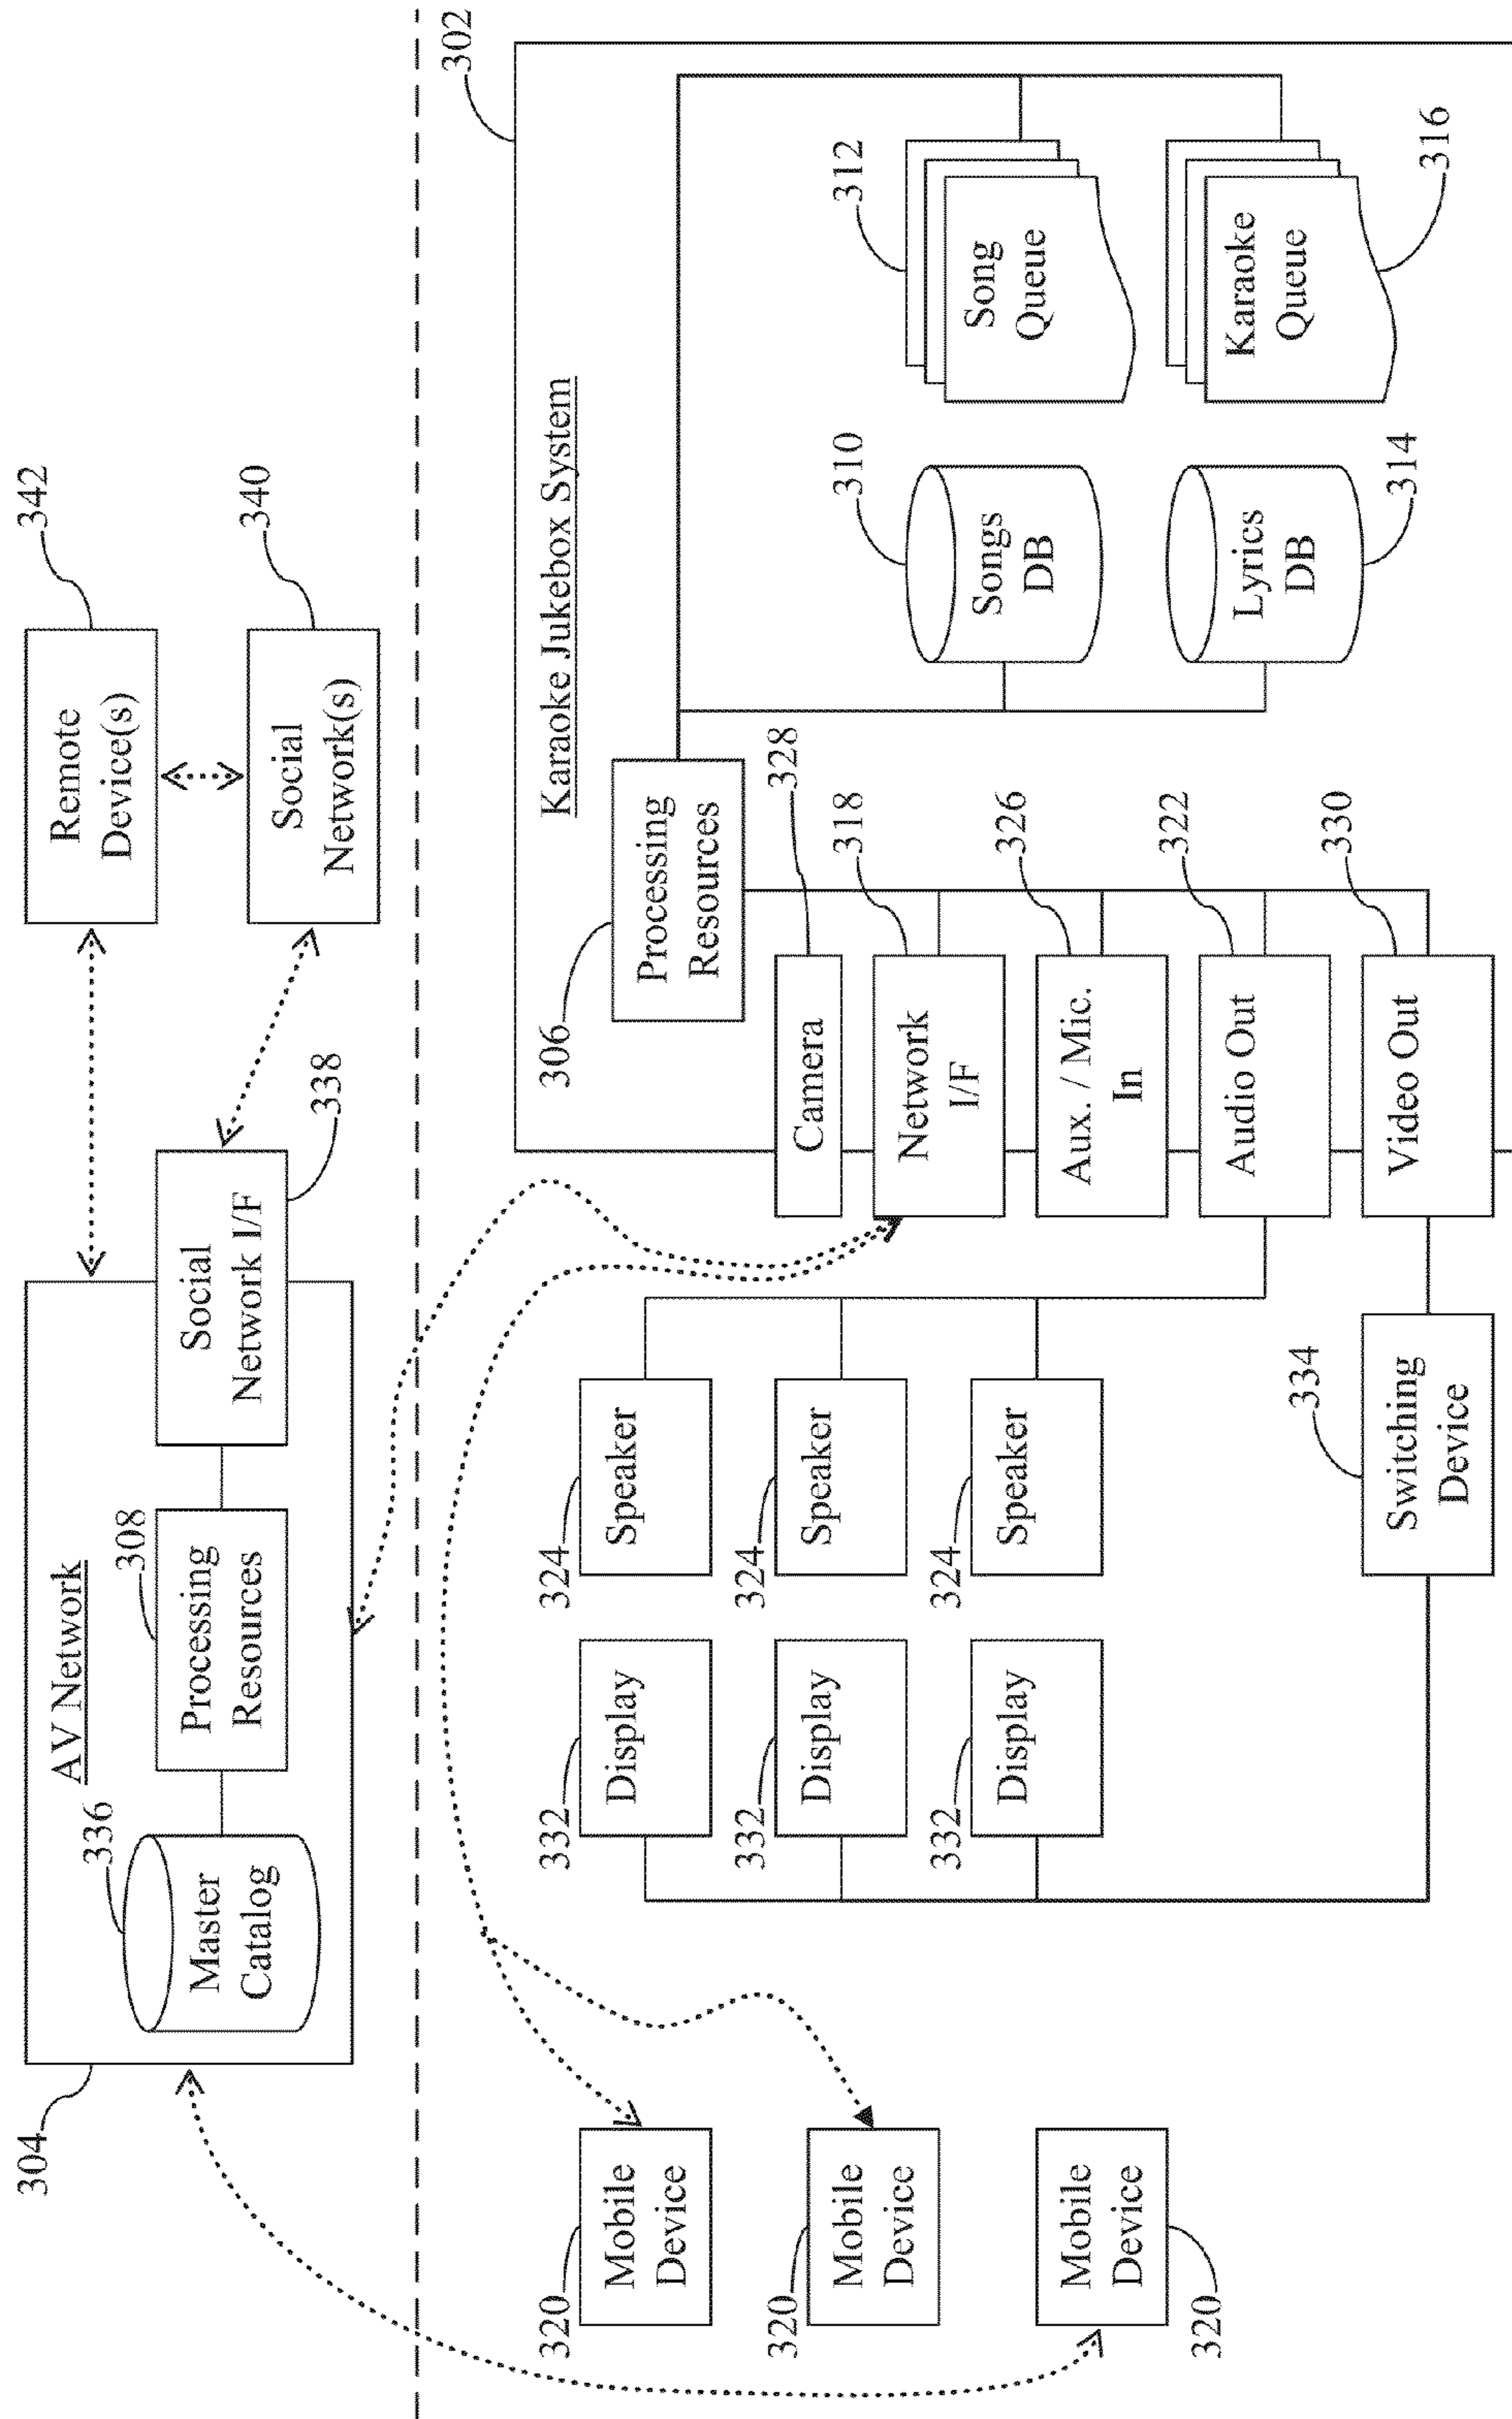 304
AV Network
336
Master
Catalog
308
Processing
Resources
Social
Network I/F
338
342
Remote
Device(s)
340
Social
Network(s)
302
Karaoke Jukebox System
306
Processing
Resources
310
Songs
DB
312
Song
Queue
314
Lyrics
DB
316
Karaoke
Queue
Camera
328
Network
I/F
318
Aux. / Mic.
In
326
Audio Out
322
Video Out
330
324
Speaker
324
Speaker
324
Speaker
332
Display
332
Display
332
Display
334
Switching
Device
320
Mobile
Device
320
Mobile
Device
320
Mobile
Device